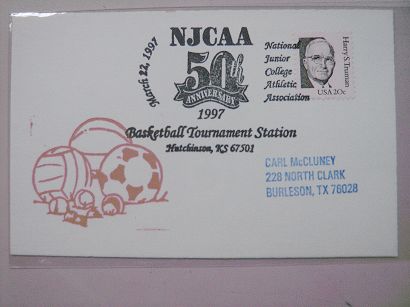 March 22, 1997
NJCAA
50th
ANNIVERSARY
1997
National
Junior
College
Athletic
Association
Harry S. Truman
USA 20c
Basketball Tournament Station
Hutchinson, KS 67501
CARL McCLUNEY
228 NORTH CLARK
BURLESON, TX 76028